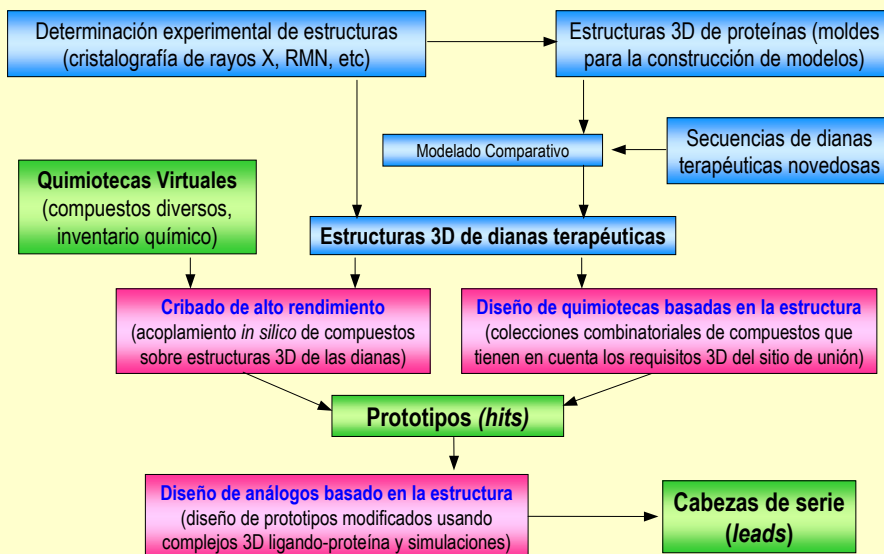 Determinación experimental de estructuras
(cristalografía de rayos X, RMN, etc)
Estructuras 3D de proteínas (moldes
para la construcción de modelos)
Modelado Comparativo
Secuencias de dianas
terapéuticas novedosas
Quimiotecas Virtuales
(compuestos diversos,
inventario químico)
Estructuras 3D de dianas terapéuticas
Cribado de alto rendimiento
(acoplamiento in silico de compuestos
sobre estructuras 3D de las dianas)
Diseño de quimiotecas basadas en la estructura
(colecciones combinatoriales de compuestos que
tienen en cuenta los requisitos 3D del sitio de unión)
Prototipos (hits)
Diseño de análogos basado en la estructura
(diseño de prototipos modificados usando
complejos 3D ligando-proteína y simulaciones)
Cabezas de serie
(leads)